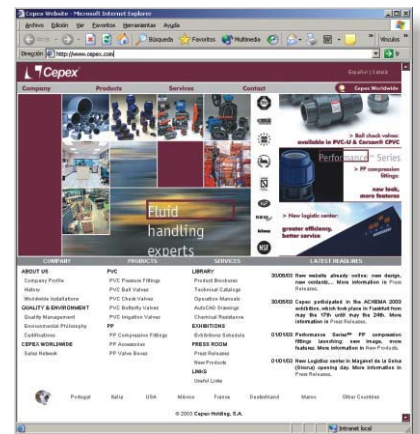 Cepex Website - Microsoft Internet Explorer
Archivo Edición Ver Favoritos Herramientas Ayuda
Búsqueda Favoritos Multimedia
Dirección http://www.cepex.com Ir Vínculos
Cepex
Español | Català
Company Products Services Contact Cepex Worldwide
> Ball check valves:
available in PVC-U & Corzan® CPVC
Performance™ Series
> PP compression
fittings:
new look,
more features
Fluid
handling
experts
> New logistic center:
greater efficiency,
better service
NSF
COMPANY PRODUCTS SERVICES LATEST HEADLINES
ABOUT US
Company Profile
History
Worldwide Installations
QUALITY & ENVIRONMENT
Quality Management
Environmental Philosophy
Certifications
CEPEX WORLDWIDE
Sales Network
PVC
PVC Pressure Fittings
PVC Ball Valves
PVC Check Valves
PVC Butterfly Valves
PVC Irrigation Valves
PP
PP Compression Fittings
PP Accessories
PP Valve Boxes
LIBRARY
Product Brochures
Technical Catalogs
Operation Manuals
AutoCAD Drawings
Chemical Resistance
EXHIBITIONS
Exhibitions Schedule
PRESS ROOM
Press Releases
New Products
LINKS
Useful Links
30/06/03 New website already online: new design,
new contents... More information in Press
Releases.
30/05/03 Cepex participated in the ACHEMA 2003
exhibition, which took place in Frankfurt from
may the 17th until may the 24th. More
information in Press Releases.
01/01/03 Performance Series™ PP compression
fittings launching: new image, more
features. More information in New Products.
01/01/03 New Logistics center in Maçanet de la Selva
(Girona) opening day. More information in
Press Releases.
Portugal Italia USA México France Deutschland Maroc Other Countries
© 2003 Cepex Holding, S.A.
Intranet local